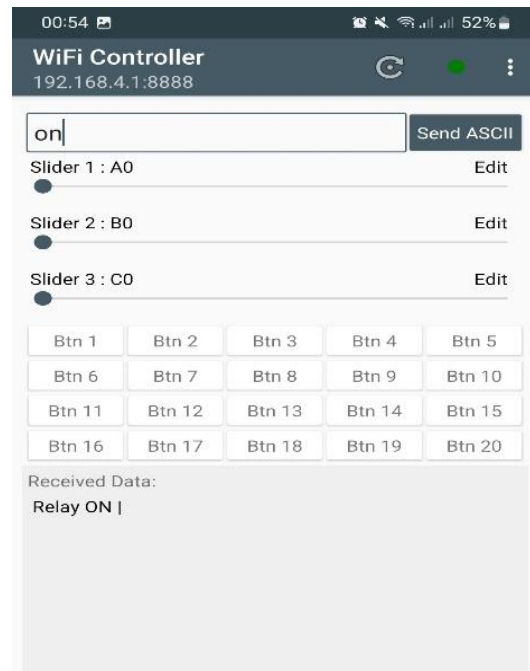 00:54 52%
WiFi Controller
192.168.4.1:8888
on Send ASCII
Slider 1 : A0 Edit
Slider 2 : B0 Edit
Slider 3 : C0 Edit
Btn 1 Btn 2 Btn 3 Btn 4 Btn 5
Btn 6 Btn 7 Btn 8 Btn 9 Btn 10
Btn 11 Btn 12 Btn 13 Btn 14 Btn 15
Btn 16 Btn 17 Btn 18 Btn 19 Btn 20
Received Data:
Relay ON |